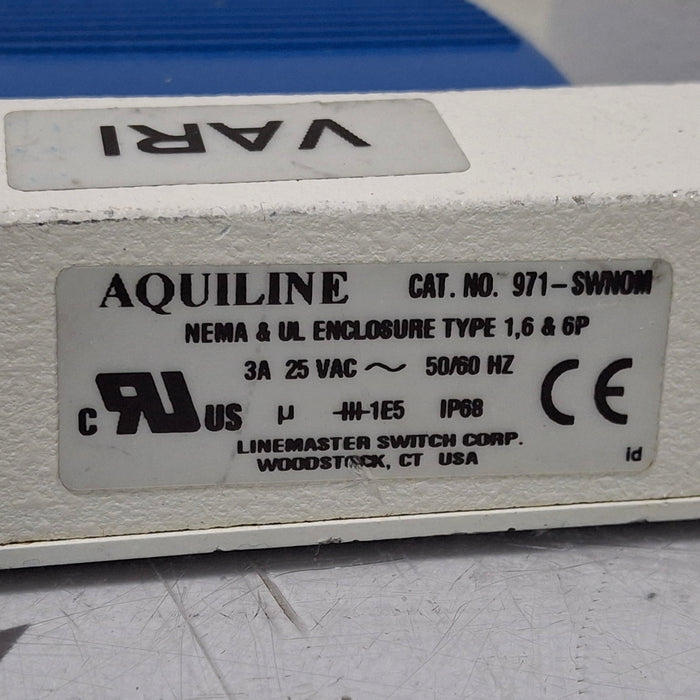 VARI
AQUILINE CAT. NO. 971-SWNOM
NEMA & UL ENCLOSURE TYPE 1,6 & 6P
3A 25 VAC ~ 50/60 HZ
C RU US µ 1E5 IP68 CE
LINEMASTER SWITCH CORP.
WOODSTOCK, CT USA
id